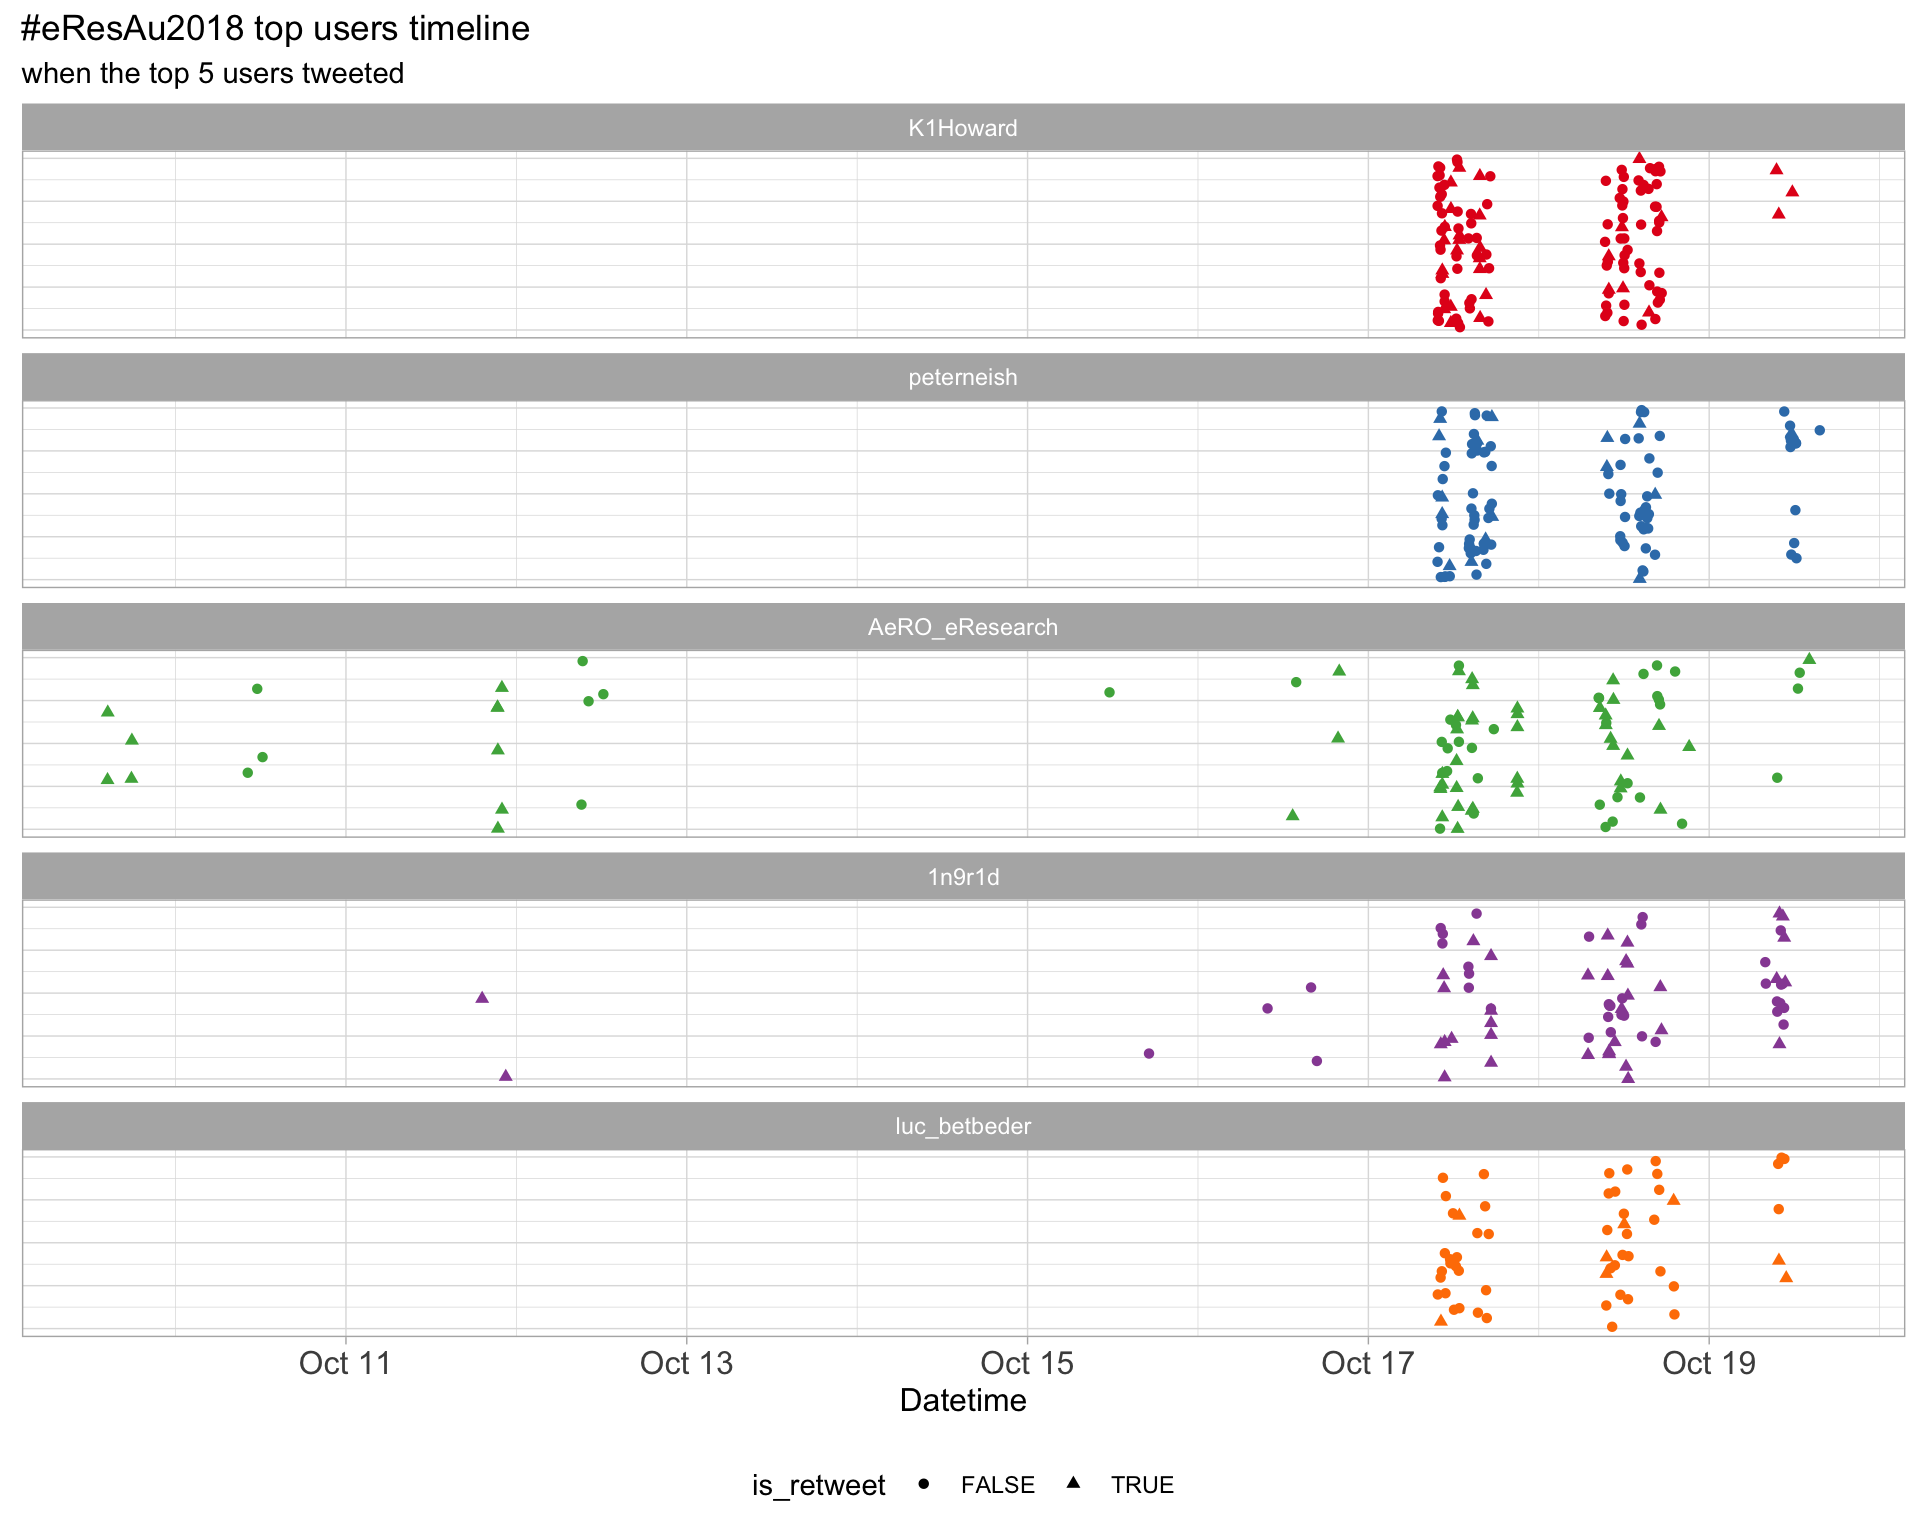 #eResAu2018 top users timeline
when the top 5 users tweeted
K1Howard
peterneish
AeRO_eResearch
1n9r1d
luc_betbeder
Oct 11 Oct 13 Oct 15 Oct 17 Oct 19
Datetime
is_retweet FALSE TRUE